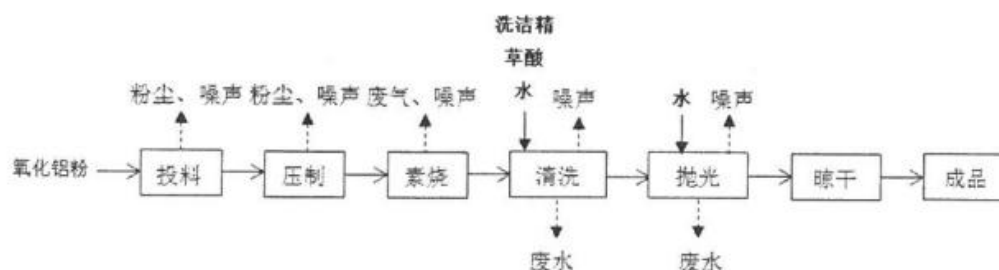 洗洁精
草酸
粉尘、噪声 粉尘、噪声 废气、噪声 水 噪声 水 噪声
氧化铝粉 投料 压制 素烧 清洗 抛光 晾干 成品
废水 废水